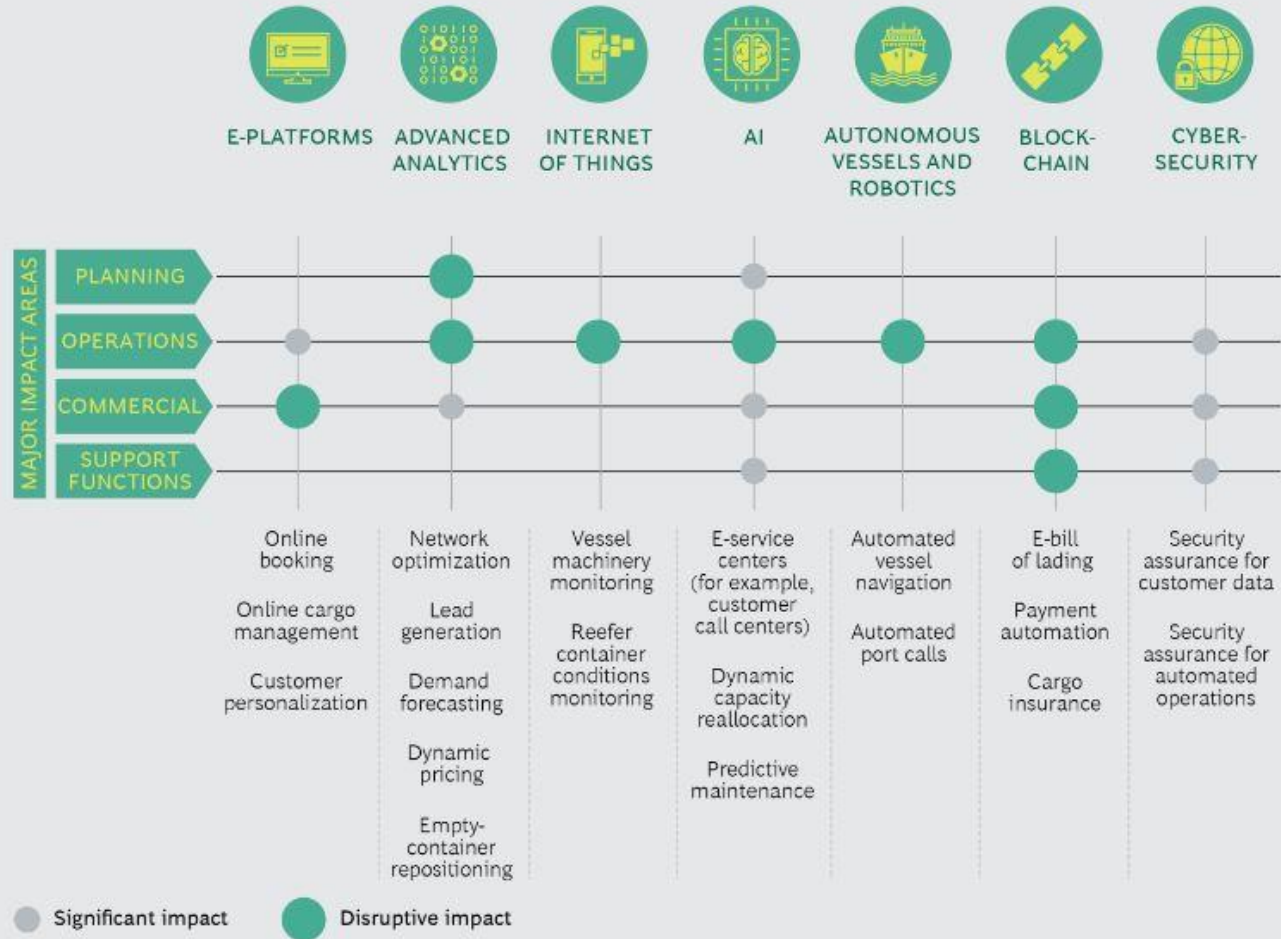 E-PLATFORMS
ADVANCED
ANALYTICS
INTERNET
OF THINGS
AI
AUTONOMOUS
VESSELS AND
ROBOTICS
BLOCK-
CHAIN
CYBER-
SECURITY
MAJOR IMPACT AREAS
PLANNING
OPERATIONS
COMMERCIAL
SUPPORT
FUNCTIONS
Online
booking
Online cargo
management
Customer
personalization
Network
optimization
Lead
generation
Demand
forecasting
Dynamic
pricing
Empty-
container
repositioning
Vessel
machinery
monitoring
Reefer
container
conditions
monitoring
E-service
centers
(for example,
customer
call centers)
Dynamic
capacity
reallocation
Predictive
maintenance
Automated
vessel
navigation
Automated
port calls
E-bill
of lading
Payment
automation
Cargo
insurance
Security
assurance for
customer data
Security
assurance for
automated
operations
Significant impact
Disruptive impact